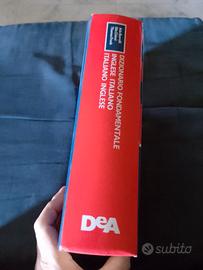 DIZIONARIO FONDAMENTALE
INGLESE ITALIANO
ITALIANO INGLESE
DeA
subito